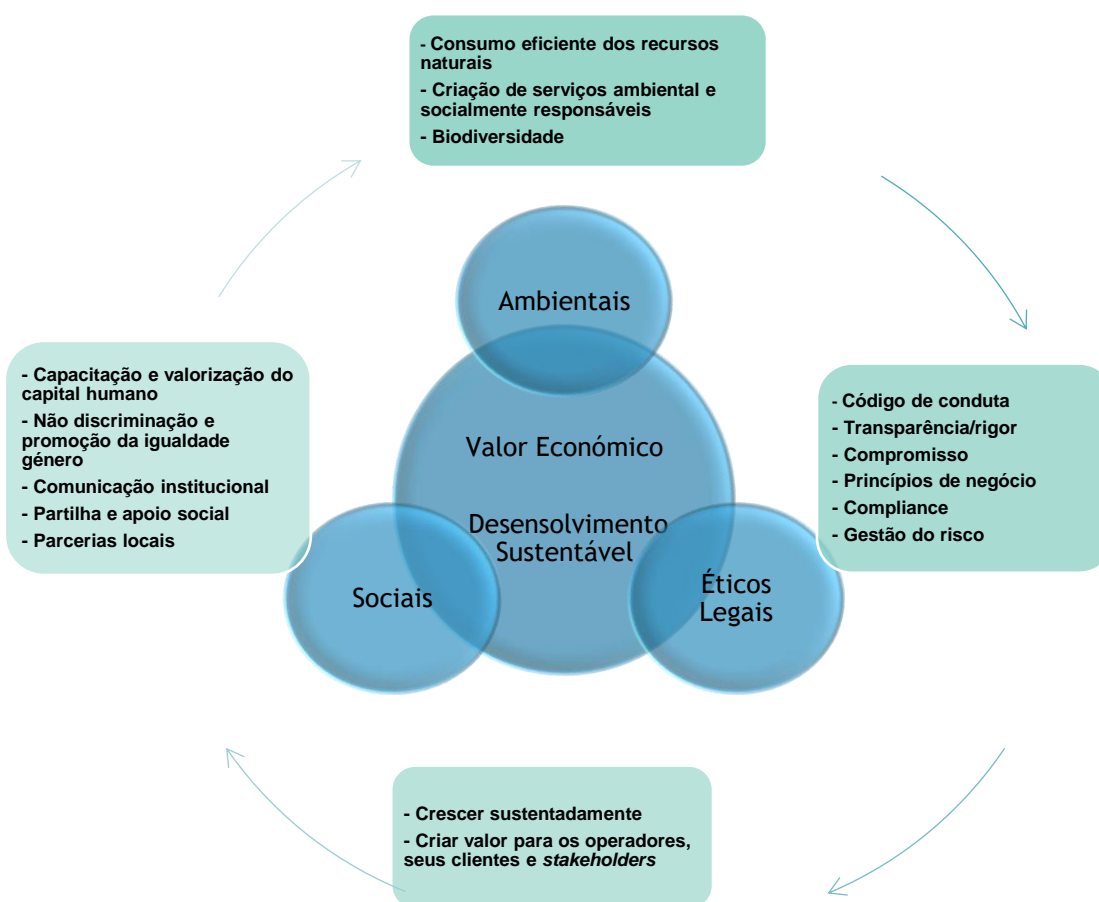 - Consumo eficiente dos recursos
naturais
- Criação de serviços ambiental e
socialmente responsáveis
- Biodiversidade
Ambientais
- Capacitação e valorização do
capital humano
- Não discriminação e
promoção da igualdade
género
- Comunicação institucional
- Partilha e apoio social
- Parcerias locais
Valor Económico
Desensolvimento
Sustentável
- Código de conduta
- Transparência/rigor
- Compromisso
- Princípios de negócio
- Compliance
- Gestão do risco
Sociais
Éticos
Legais
- Crescer sustentadamente
- Criar valor para os operadores,
seus clientes e stakeholders